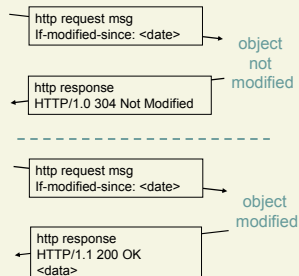 http request msg
If-modified-since: <date>
object
not
modified
http response
HTTP/1.0 304 Not Modified
http request msg
If-modified-since: <date>
object
modified
http response
HTTP/1.1 200 OK
<data>